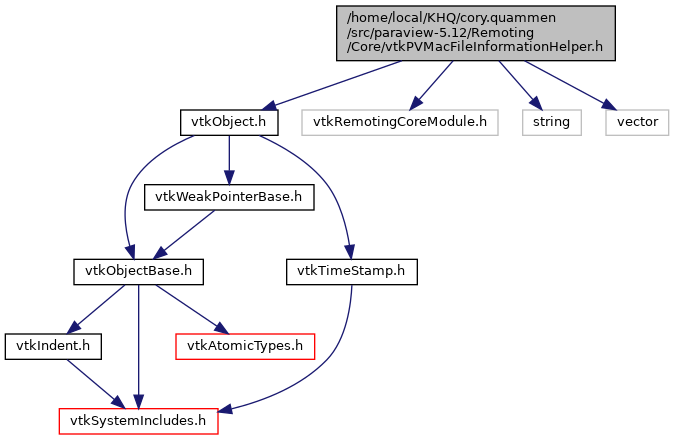 /home/local/KHQ/cory.quammen
/src/paraview-5.12/Remoting
/Core/vtkPVMacFileInformationHelper.h
vtkObject.h
vtkRemotingCoreModule.h
string
vector
vtkWeakPointerBase.h
vtkObjectBase.h
vtkTimeStamp.h
vtkIndent.h
vtkAtomicTypes.h
vtkSystemIncludes.h